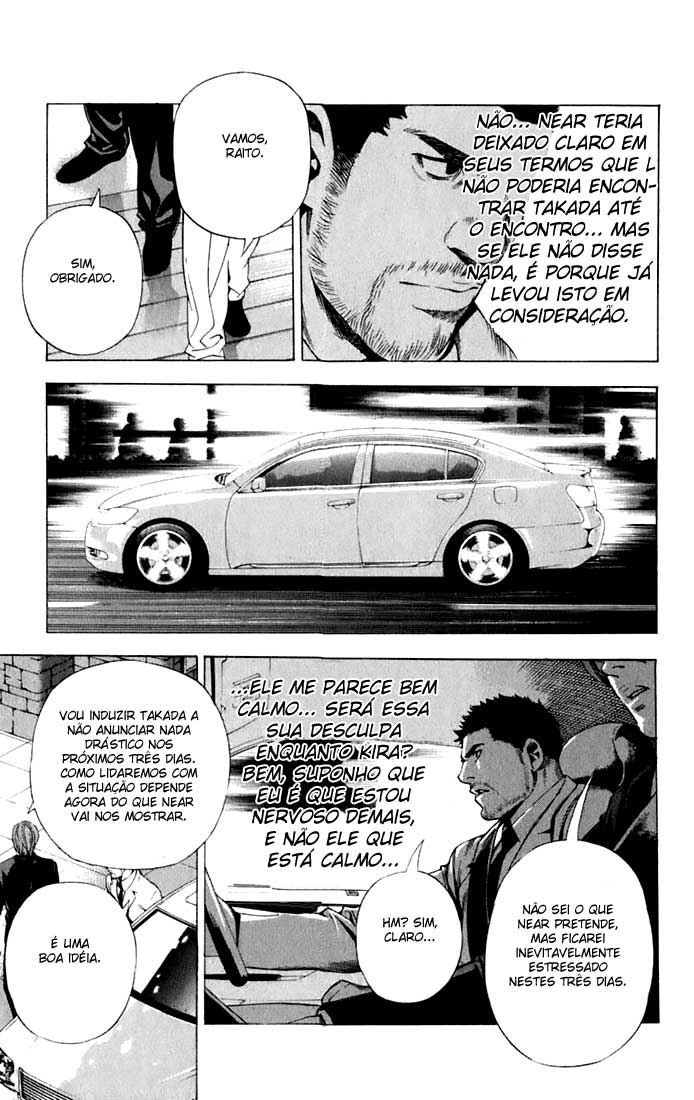 NÃO... NEAR TERIA
DEIXADO CLARO EM
SEUS TERMOS QUE L
NÃO PODERIA ENCON-
TRAR TAKADA ATÉ
O ENCONTRO... MAS
SE ELE NÃO DISSE
NADA, É PORQUE JÁ
LEVOU ISTO EM
CONSIDERAÇÃO.
VAMOS,
RAITO.
SIM,
OBRIGADO.
...ELE ME PARECE BEM
CALMO... SERÁ ESSA
SUA DESCULPA
ENQUANTO KIRA?
BEM, SUPONHO QUE
EU É QUE ESTOU
NERVOSO DEMAIS,
E NÃO ELE QUE
ESTÁ CALMO...
NÃO SEI O QUE
NEAR PRETENDE,
MAS FICAREI
INEVITAVELMENTE
ESTRESSADO
NESTES TRÊS DIAS.
HM? SIM,
CLARO...
VOU INDUZIR TAKADA A
NÃO ANUNCIAR NADA
DRÁSTICO NOS
PRÓXIMOS TRÊS DIAS.
COMO LIDAREMOS COM
A SITUAÇÃO DEPENDE
AGORA DO QUE NEAR
VAI NOS MOSTRAR.
É UMA
BOA IDÉIA.